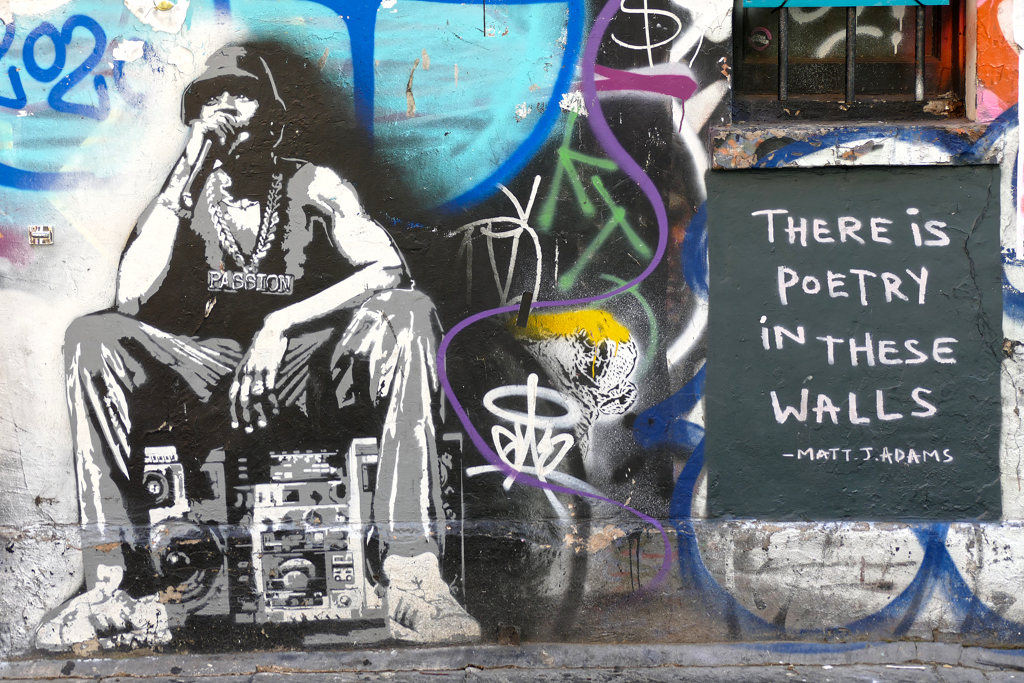 PASSION
$
THERE iS
POETRY
iN THESE
WALLS
-MATT.J.ADAMS